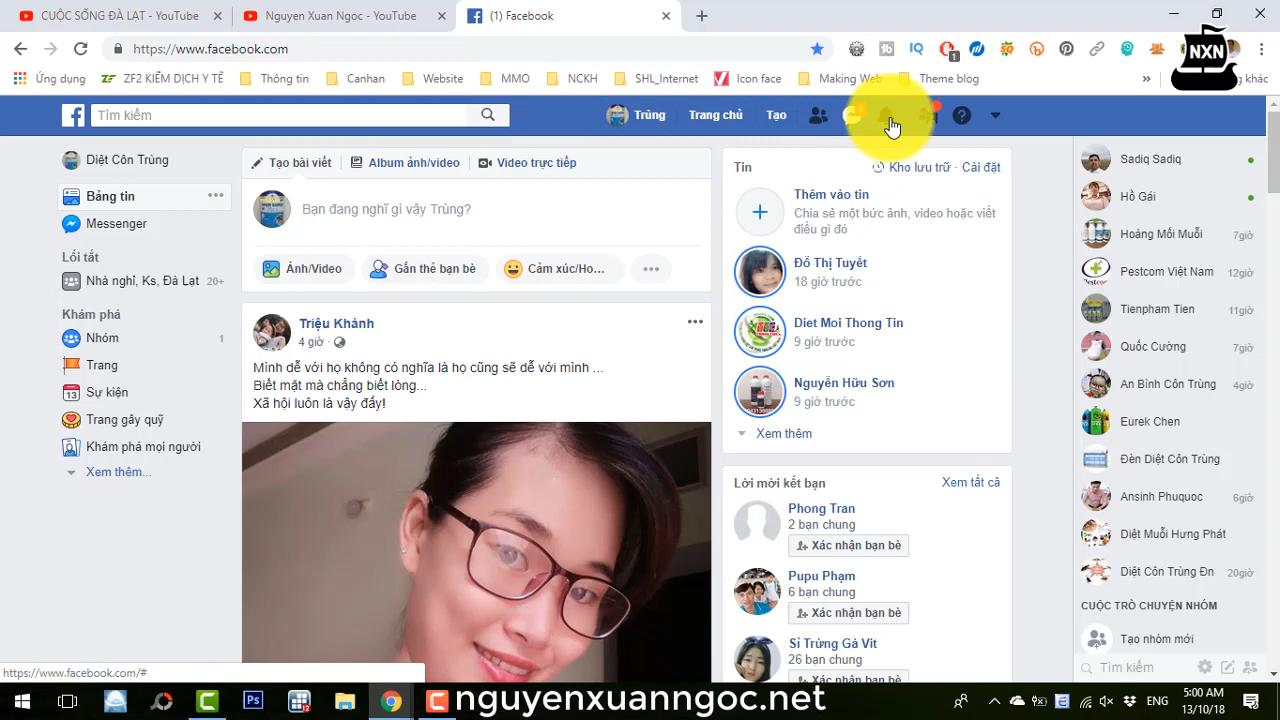 CUỘC SỐNG ĐÀ LẠT - YouTube
Nguyen Xuan Ngoc - YouTube
(1) Facebook
https://www.facebook.com
1
NXN
Ứng dụng
ZF2 KIỂM DỊCH Y TẾ
Thông tin
Canhan
Website
MMO
NCKH
SHL_Internet
Icon face
Making Web
Theme blog
khác
Tìm kiếm
Trùng
Trang chủ
Tạo
Diệt Côn Trùng
Bảng tin
Messenger
Lối tắt
Nhà nghỉ, Ks, Đà Lạt 20+
Khám phá
Nhóm 1
Trang
Sự kiện
Trang gây quỹ
Khám phá mọi người
Xem thêm...
Tạo bài viết
Album ảnh/video
Video trực tiếp
Bạn đang nghĩ gì vậy Trùng?
Ảnh/Video
Gắn thẻ bạn bè
Cảm xúc/Ho...
Triệu Khánh
4 giờ
Mình dễ với họ không có nghĩa là họ cũng sẽ dễ với mình ...
Biết mặt mà chẳng biết lòng...
Xã hội luôn là vậy đấy!
Tin
Kho lưu trữ · Cài đặt
Thêm vào tin
Chia sẻ một bức ảnh, video hoặc viết
điều gì đó
Đỗ Thị Tuyết
18 giờ trước
Diet Moi Thong Tin
9 giờ trước
Nguyễn Hữu Sơn
9 giờ trước
Xem thêm
Lời mời kết bạn
Xem tất cả
Phong Tran
2 bạn chung
Xác nhận bạn bè
Pupu Phạm
6 bạn chung
Xác nhận bạn bè
Sỉ Trứng Gà Vịt
26 bạn chung
Xác nhận bạn bè
Sadiq Sadiq
Hồ Gái
Hoàng Mồi Muỗi 7giờ
Pestcom Việt Nam 12giờ
Tienpham Tien 11giờ
Quốc Cường 7giờ
An Bình Côn Trùng 4giờ
Eurek Chen
Đèn Diệt Côn Trùng
Ansinh Phuquoc 6giờ
Diệt Muỗi Hưng Phát
Diệt Côn Trùng Đn 20giờ
CUỘC TRÒ CHUYỆN NHÓM
Tạo nhóm mới
Tìm kiếm
https://www.facebook.com/#
nguyenxuanngoc.net
ENG
5:00 AM
13/10/18